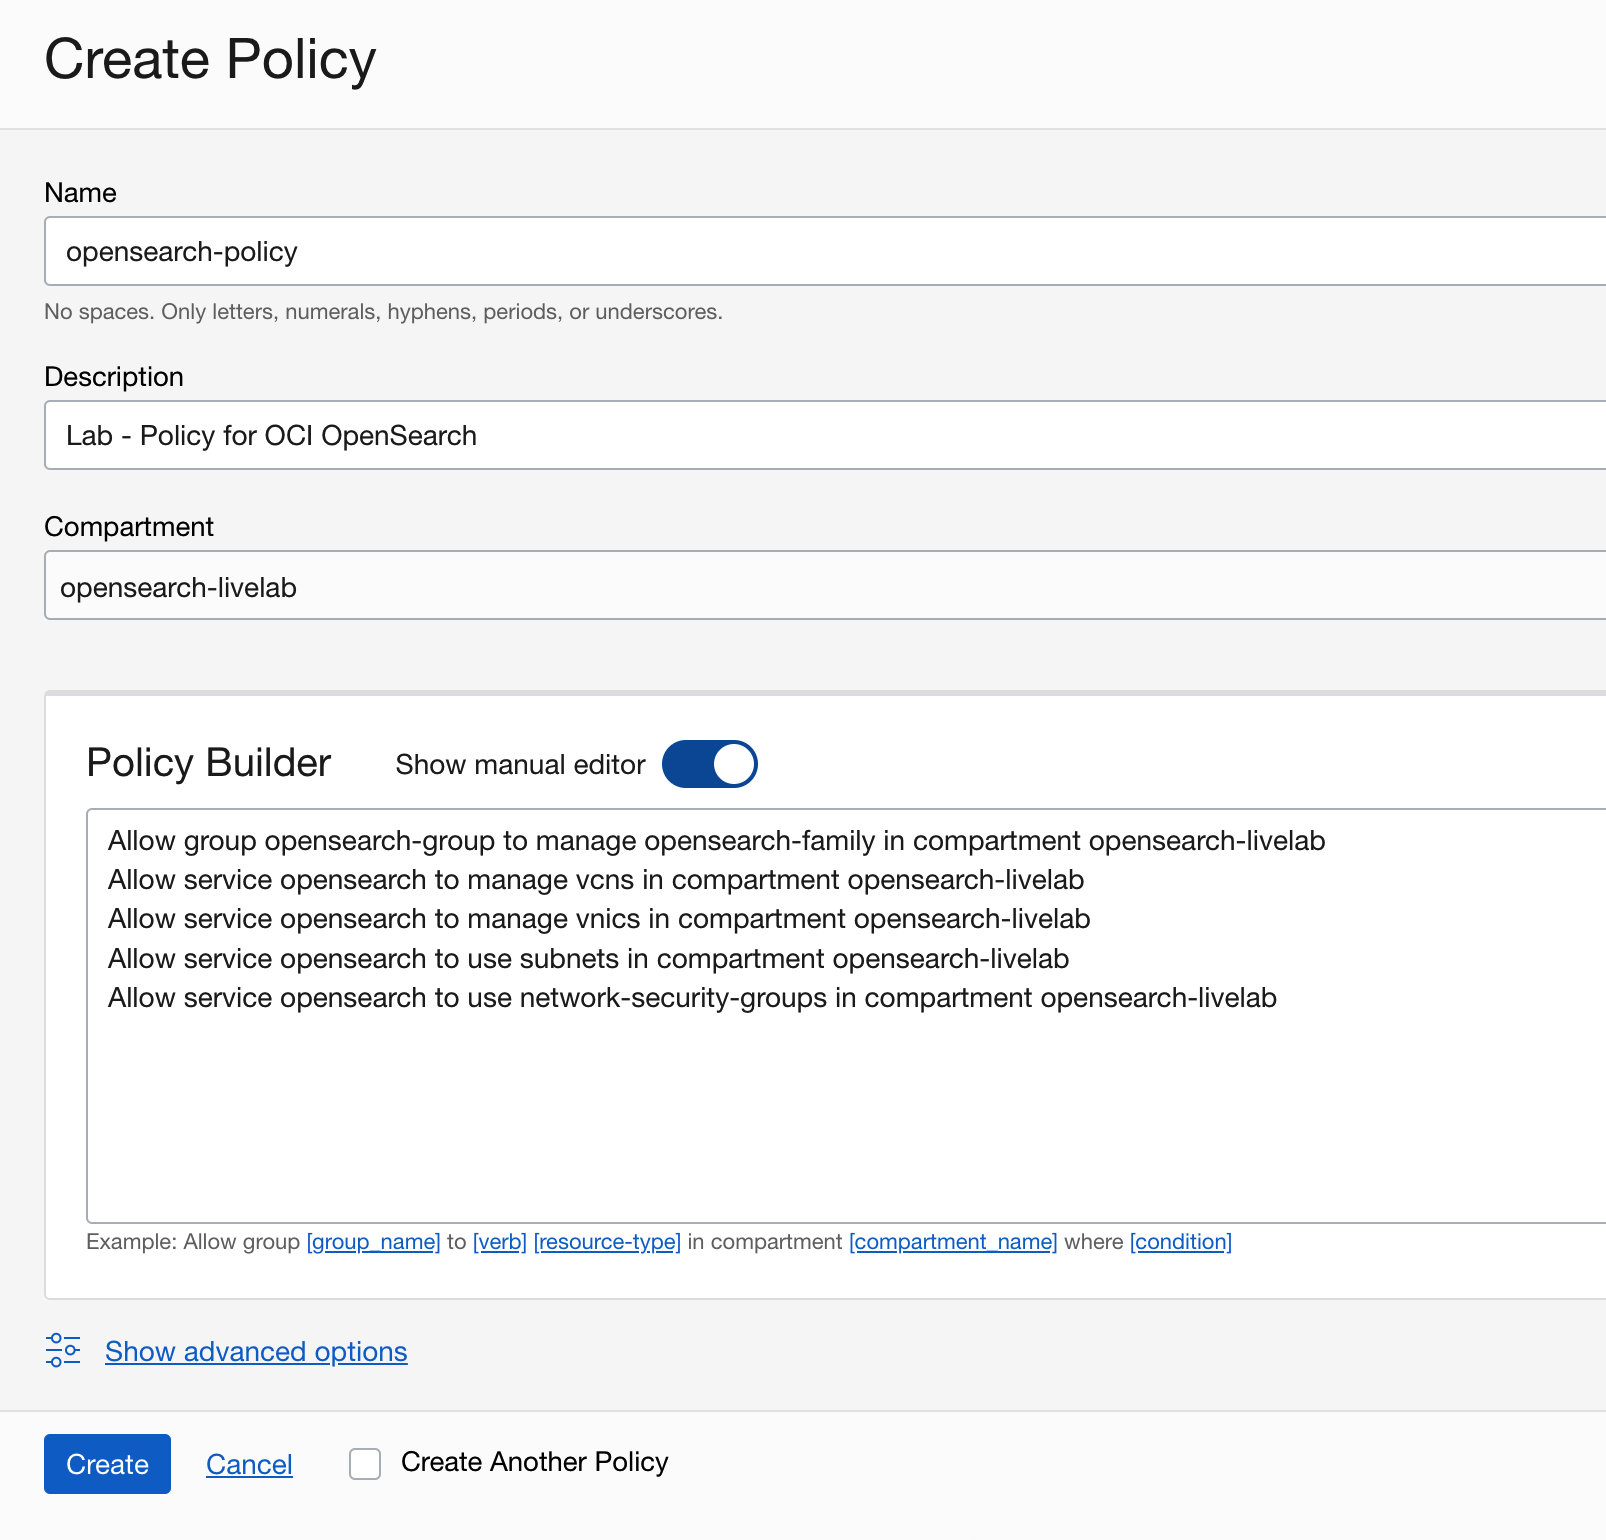 Create Policy
Name
opensearch-policy
No spaces. Only letters, numerals, hyphens, periods, or underscores.
Description
Lab - Policy for OCI OpenSearch
Compartment
opensearch-livelab
Policy Builder
Show manual editor
Allow group opensearch-group to manage opensearch-family in compartment opensearch-livelab
Allow service opensearch to manage vcns in compartment opensearch-livelab
Allow service opensearch to manage vnics in compartment opensearch-livelab
Allow service opensearch to use subnets in compartment opensearch-livelab
Allow service opensearch to use network-security-groups in compartment opensearch-livelab
Example: Allow group [group_name] to [verb] [resource-type] in compartment [compartment_name] where [condition]
Show advanced options
Create
Cancel
Create Another Policy